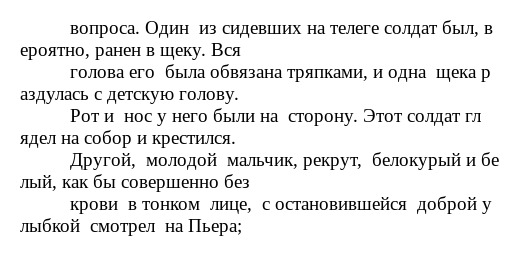 вопроса. Один  из сидевших на телеге солдат был, в
ероятно, ранен в щеку. Вся
голова его  была обвязана тряпками, и одна  щека р
аздулась с детскую голову.
Рот и  нос у него были на  сторону. Этот солдат гл
ядел на собор и крестился.
Другой,  молодой  мальчик, рекрут,  белокурый и бе
лый, как бы совершенно без
крови  в тонком  лице,  с остановившейся  доброй у
лыбкой  смотрел  на Пьера;